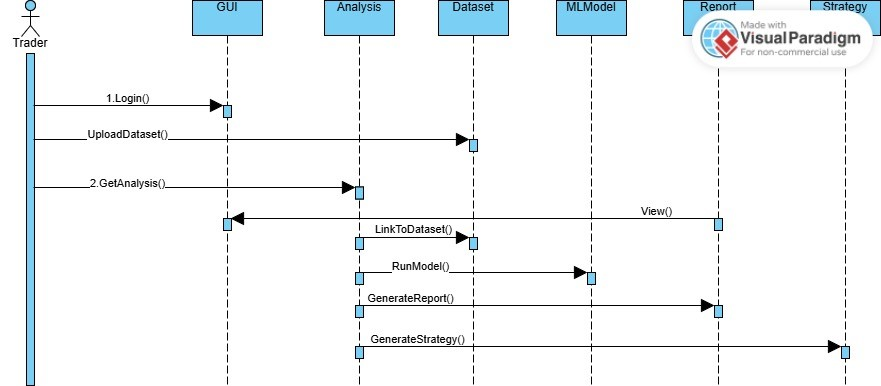 GUI
Analysis
Dataset
MLModel
Report
Strategy
Made with
Visual Paradigm
For non-commercial use
Trader
1.Login()
UploadDataset()
2.GetAnalysis()
View()
LinkToDataset()
RunModel()
GenerateReport()
GenerateStrategy()